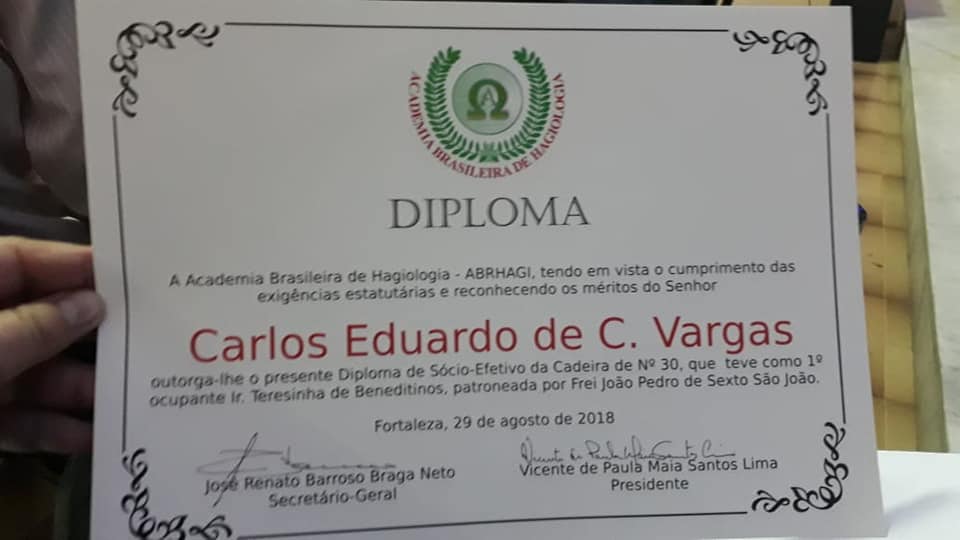 ΑΩ
ACADEMIA BRASILEIRA DE HAGIOLOGIA
DIPLOMA
A Academia Brasileira de Hagiologia - ABRHAGI, tendo em vista o cumprimento das
exigências estatutárias e reconhecendo os méritos do Senhor
Carlos Eduardo de C. Vargas
outorga-lhe o presente Diploma de Sócio-Efetivo da Cadeira de Nº 30, que teve como 1º
ocupante Ir. Teresinha de Beneditinos, patroneada por Frei João Pedro de Sexto São João.
Fortaleza, 29 de agosto de 2018
José Renato Barroso Braga Neto
Secretário-Geral
Vicente de Paula Maia Santos Lima
Presidente